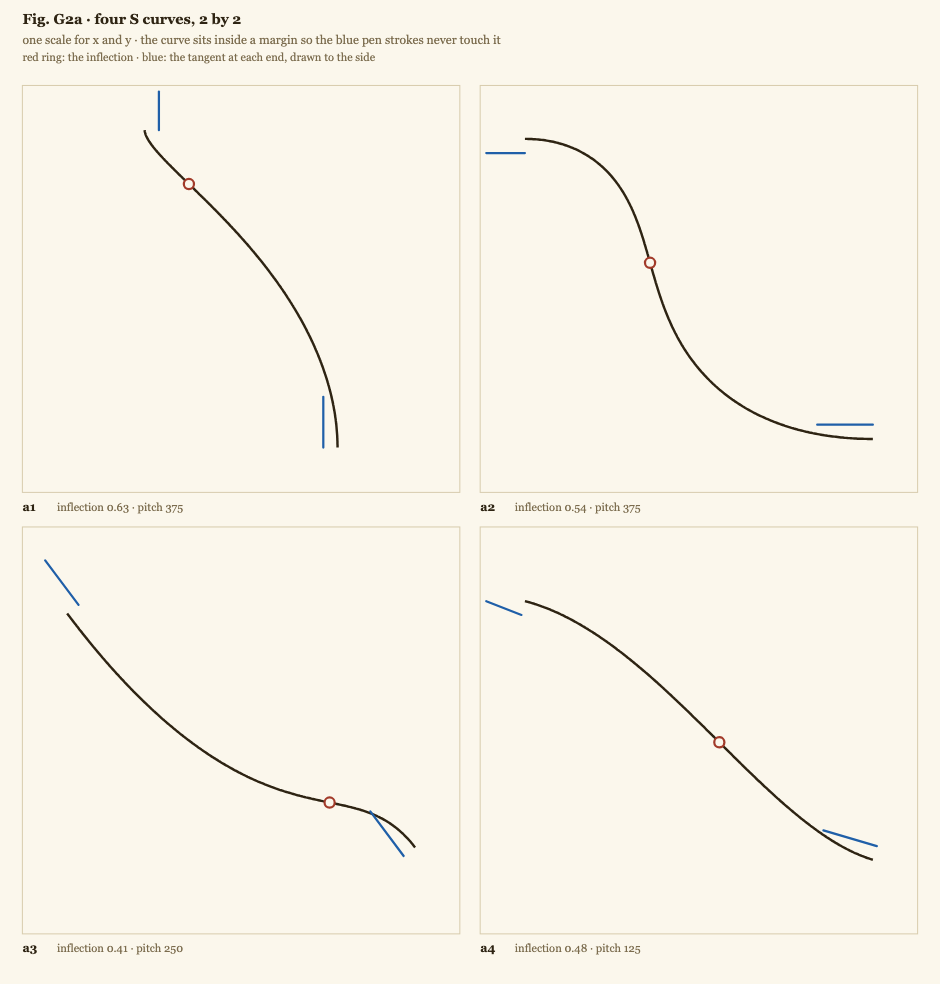 Fig. G2a · four S curves, 2 by 2
one scale for x and y · the curve sits inside a margin so the blue pen strokes never touch it
red ring: the inflection · blue: the tangent at each end, drawn to the side
a1 inflection 0.63 · pitch 375
a2 inflection 0.54 · pitch 375
a3 inflection 0.41 · pitch 250
a4 inflection 0.48 · pitch 125